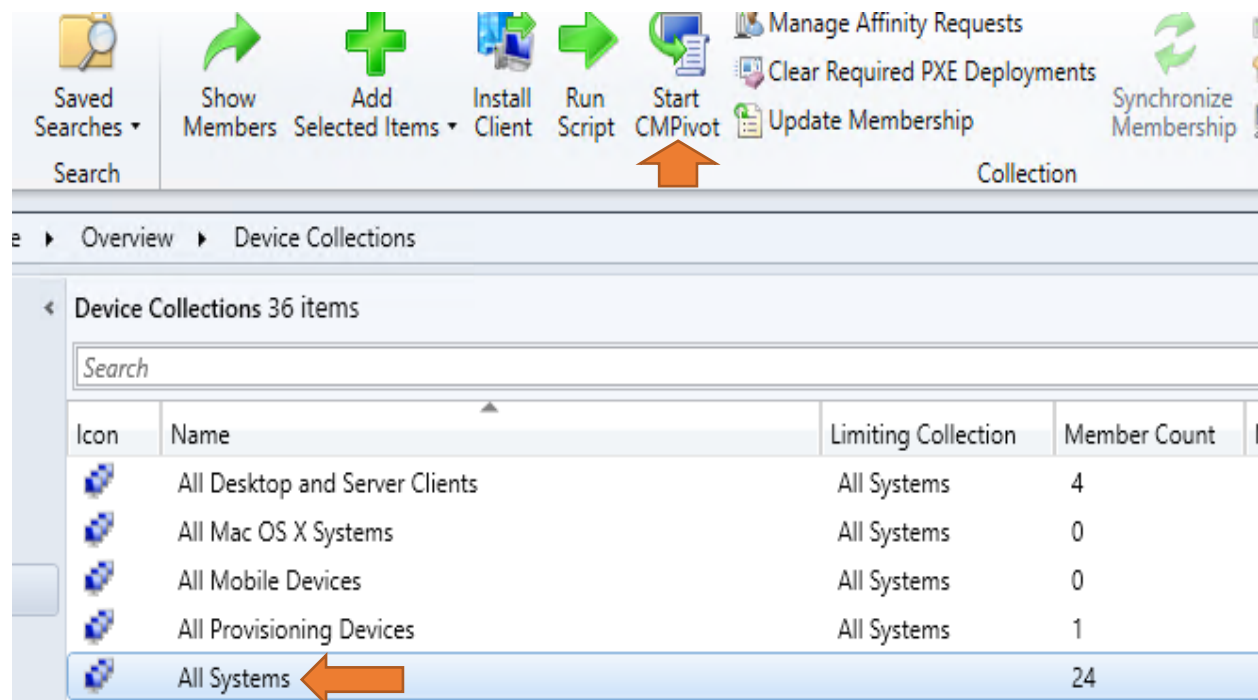 Saved Searches ▾
Show Members
Add Selected Items ▾
Install Client
Run Script
Start CMPivot
Manage Affinity Requests
Clear Required PXE Deployments
Update Membership
Synchronize Membership
Search
Collection
e ▸ Overview ▸ Device Collections
Device Collections 36 items
Search
Icon Name Limiting Collection Member Count
All Desktop and Server Clients All Systems 4
All Mac OS X Systems All Systems 0
All Mobile Devices All Systems 0
All Provisioning Devices All Systems 1
All Systems 24